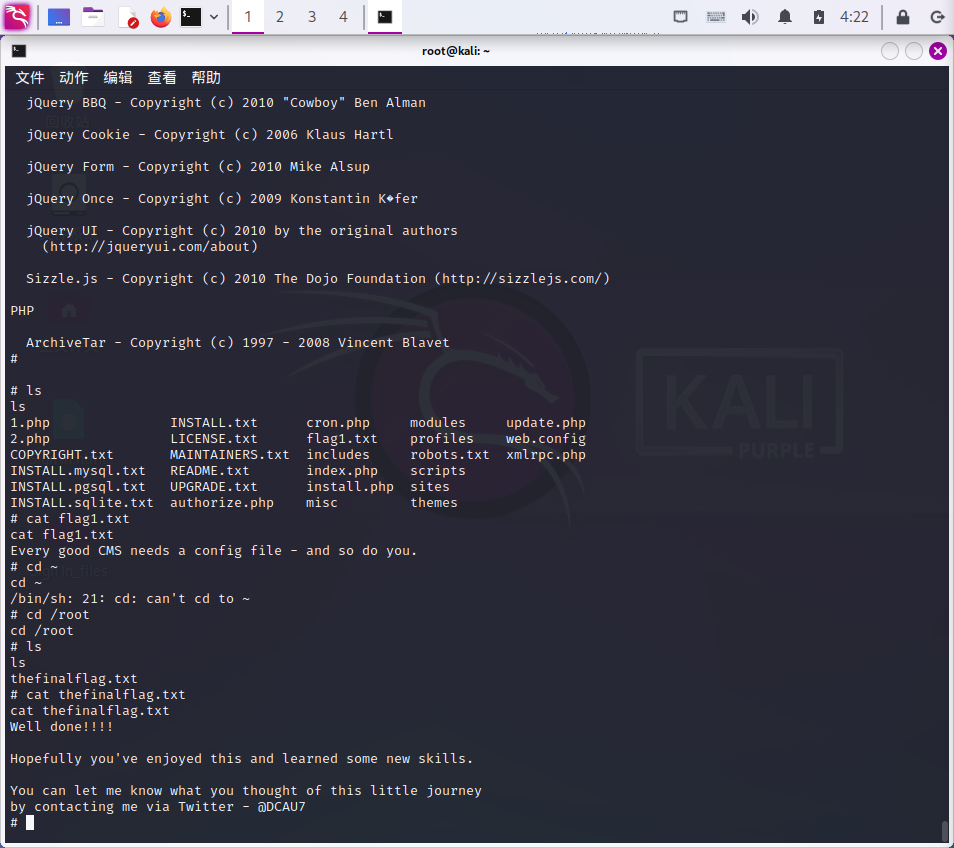 1 2 3 4 4:22
root@kali: ~
文件 动作 编辑 查看 帮助
jQuery BBQ - Copyright (c) 2010 "Cowboy" Ben Alman
jQuery Cookie - Copyright (c) 2006 Klaus Hartl
jQuery Form - Copyright (c) 2010 Mike Alsup
jQuery Once - Copyright (c) 2009 Konstantin K�fer
jQuery UI - Copyright (c) 2010 by the original authors
(http://jqueryui.com/about)
Sizzle.js - Copyright (c) 2010 The Dojo Foundation (http://sizzlejs.com/)
PHP
ArchiveTar - Copyright (c) 1997 - 2008 Vincent Blavet
#
# ls
ls
1.php INSTALL.txt cron.php modules update.php
2.php LICENSE.txt flag1.txt profiles web.config
COPYRIGHT.txt MAINTAINERS.txt includes robots.txt xmlrpc.php
INSTALL.mysql.txt README.txt index.php scripts
INSTALL.pgsql.txt UPGRADE.txt install.php sites
INSTALL.sqlite.txt authorize.php misc themes
# cat flag1.txt
cat flag1.txt
Every good CMS needs a config file - and so do you.
# cd ~
cd ~
/bin/sh: 21: cd: can't cd to ~
# cd /root
cd /root
# ls
ls
thefinalflag.txt
# cat thefinalflag.txt
cat thefinalflag.txt
Well done!!!!
Hopefully you've enjoyed this and learned some new skills.
You can let me know what you thought of this little journey
by contacting me via Twitter - @DCAU7
#
KALI
PURPLE